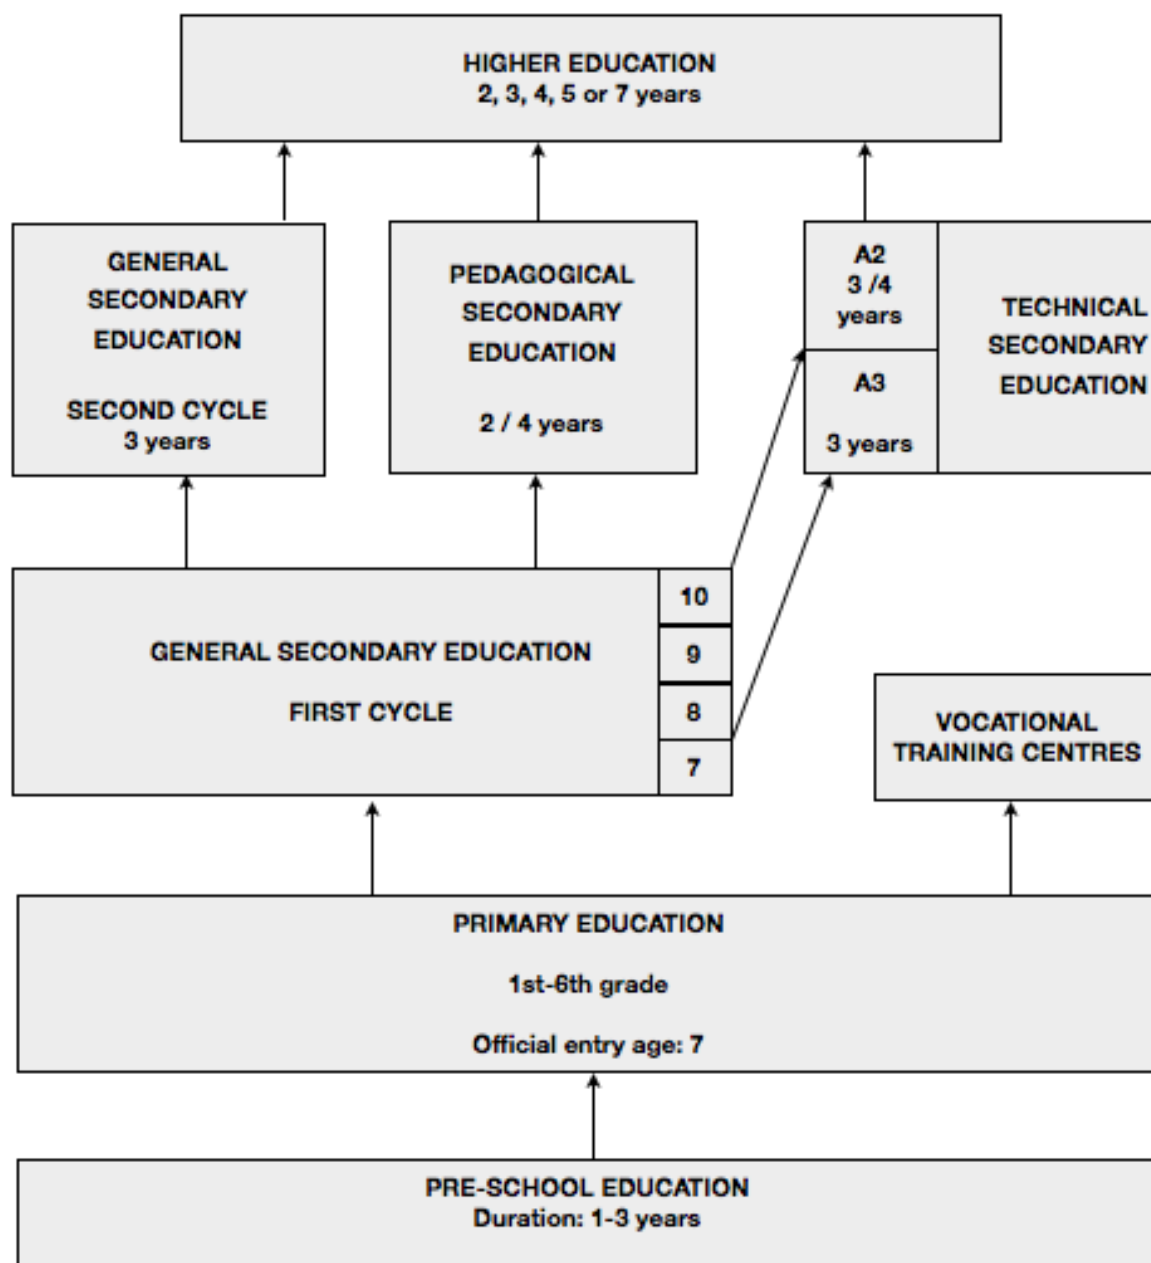 HIGHER EDUCATION
2, 3, 4, 5 or 7 years
GENERAL
SECONDARY
EDUCATION
SECOND CYCLE
3 years
PEDAGOGICAL
SECONDARY
EDUCATION
2 / 4 years
A2
3 /4
years
A3
3 years
TECHNICAL
SECONDARY
EDUCATION
GENERAL SECONDARY EDUCATION
FIRST CYCLE
10
9
8
7
VOCATIONAL
TRAINING CENTRES
PRIMARY EDUCATION
1st-6th grade
Official entry age: 7
PRE-SCHOOL EDUCATION
Duration: 1-3 years